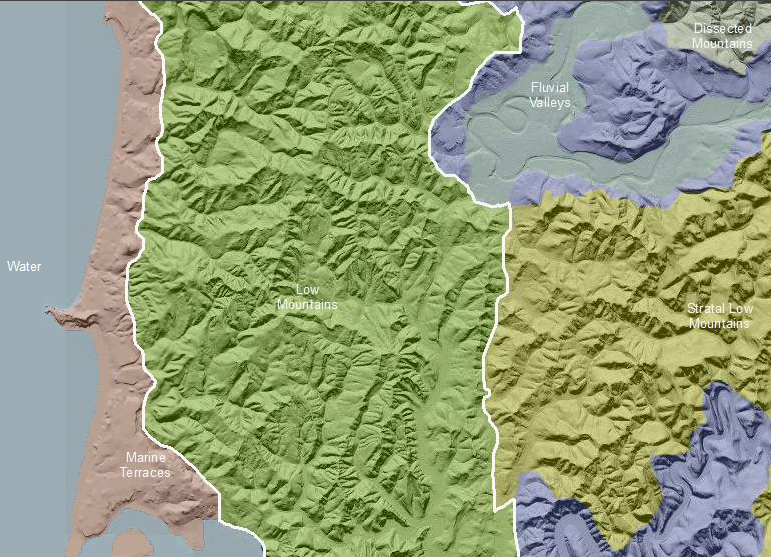 Dissected
Mountains
Fluvial
Valleys
Water
Low
Mountains
Stratal Low
Mountains
Marine
Terraces